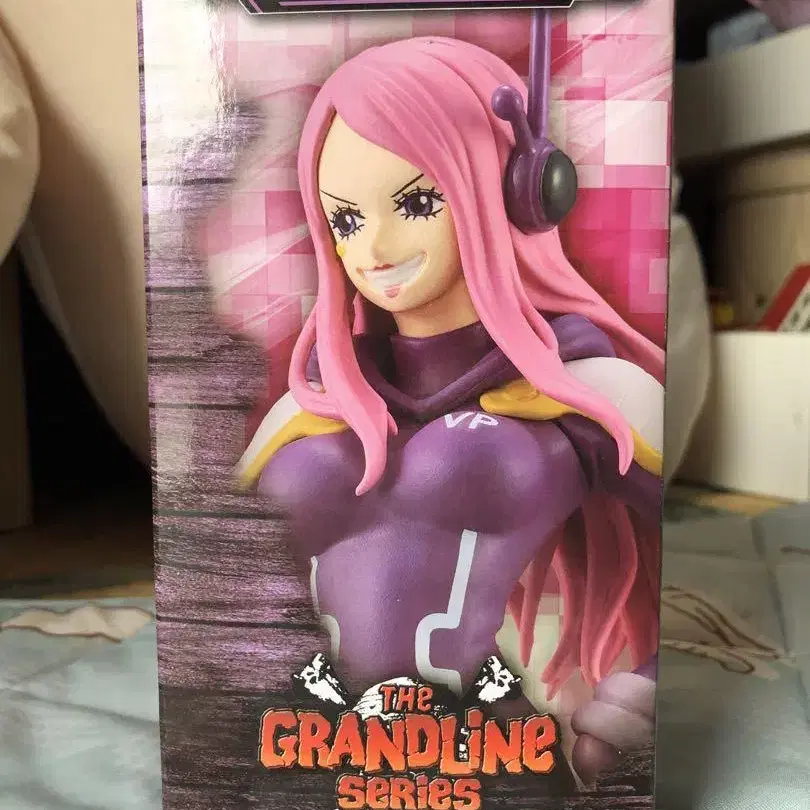 VP
THE
GRANDLINE
SERIES